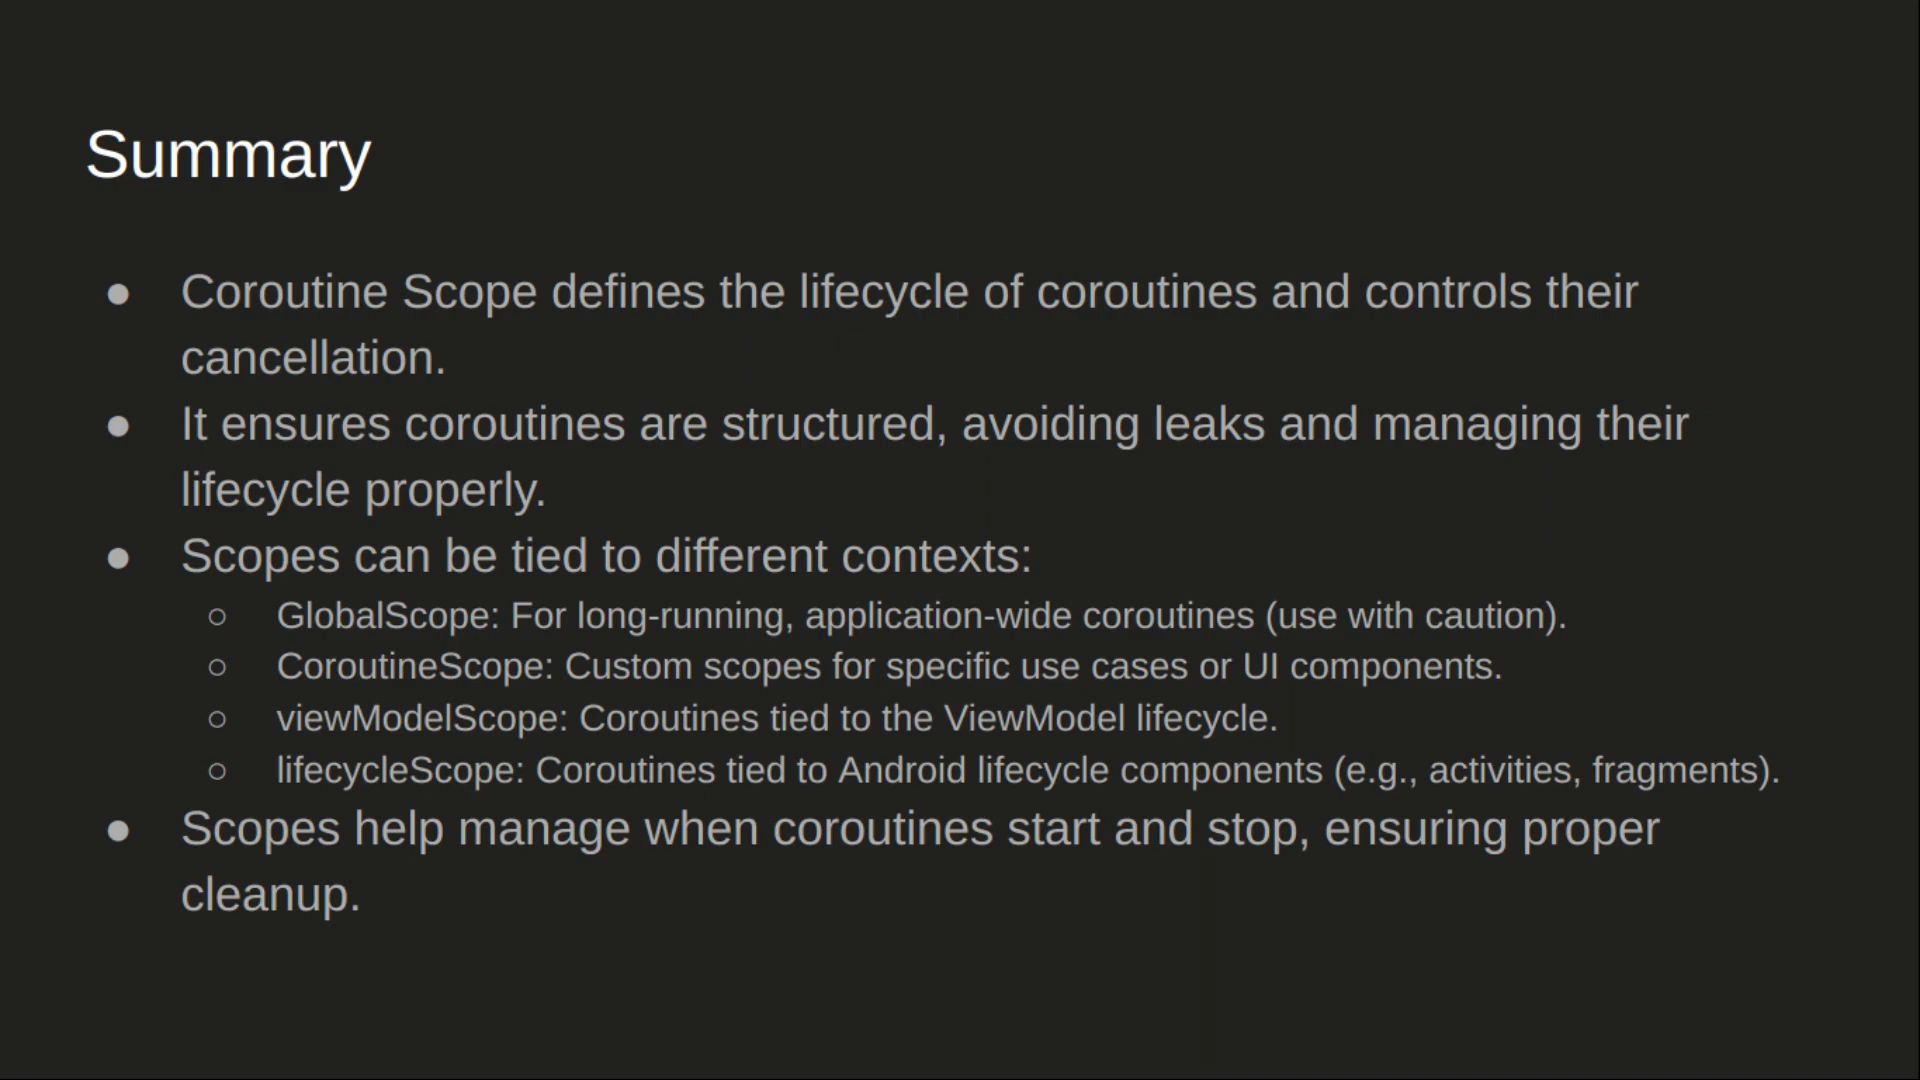 Summary
● Coroutine Scope defines the lifecycle of coroutines and controls their
cancellation.
● It ensures coroutines are structured, avoiding leaks and managing their
lifecycle properly.
● Scopes can be tied to different contexts:
○ GlobalScope: For long-running, application-wide coroutines (use with caution).
○ CoroutineScope: Custom scopes for specific use cases or UI components.
○ viewModelScope: Coroutines tied to the ViewModel lifecycle.
○ lifecycleScope: Coroutines tied to Android lifecycle components (e.g., activities, fragments).
● Scopes help manage when coroutines start and stop, ensuring proper
cleanup.